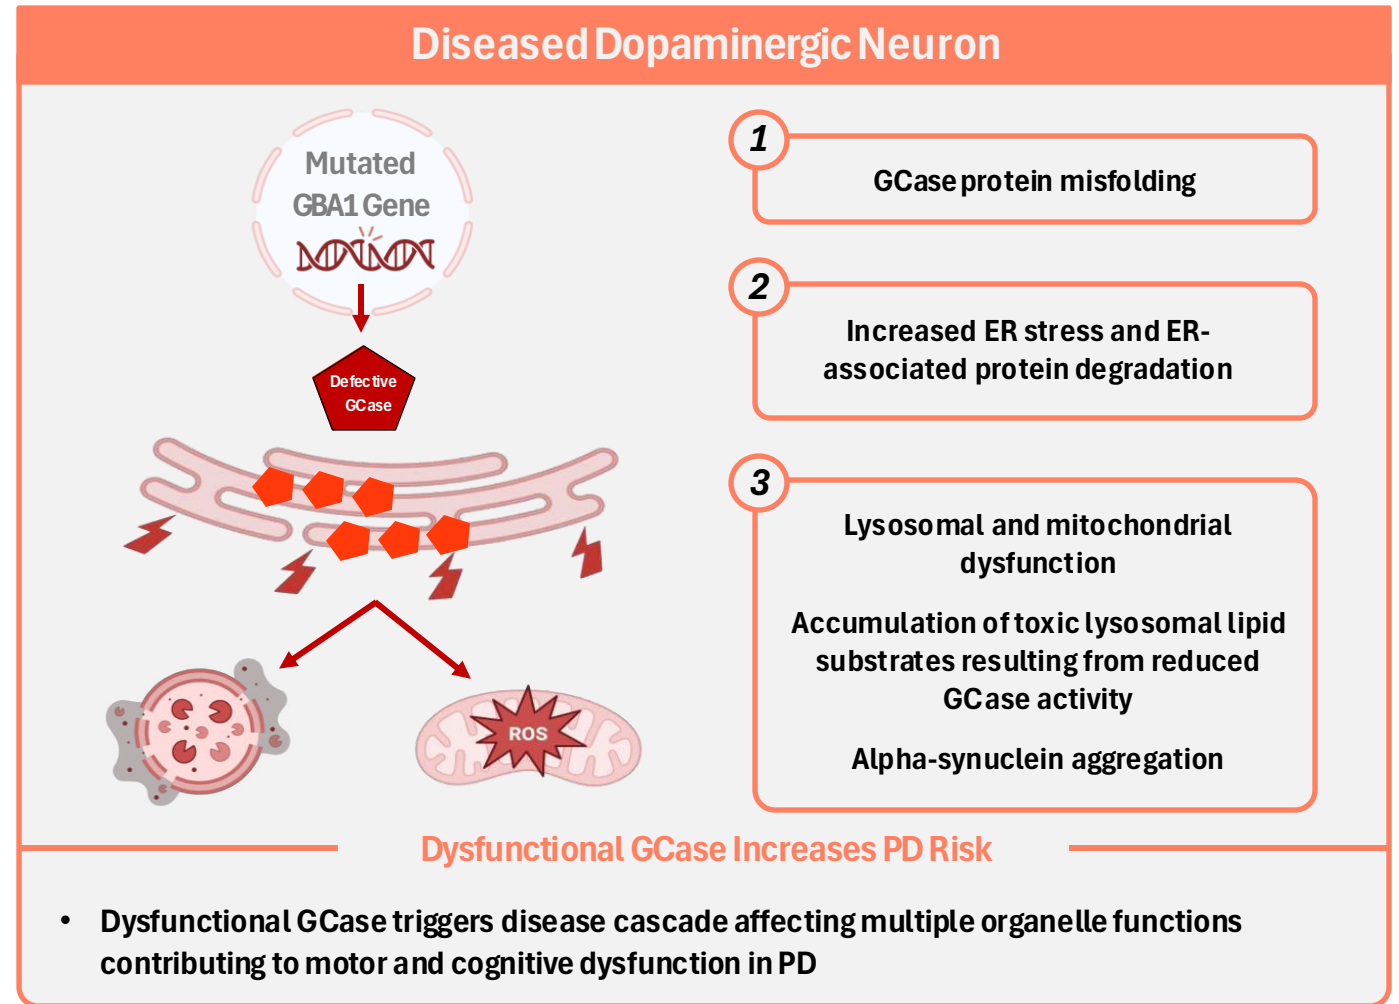 Diseased Dopaminergic Neuron
Mutated
GBA1 Gene
Defective
GCase
ROS
1
GCase protein misfolding
2
Increased ER stress and ER-
associated protein degradation
3
Lysosomal and mitochondrial
dysfunction
Accumulation of toxic lysosomal lipid
substrates resulting from reduced
GCase activity
Alpha-synuclein aggregation
Dysfunctional GCase Increases PD Risk
• Dysfunctional GCase triggers disease cascade affecting multiple organelle functions
contributing to motor and cognitive dysfunction in PD